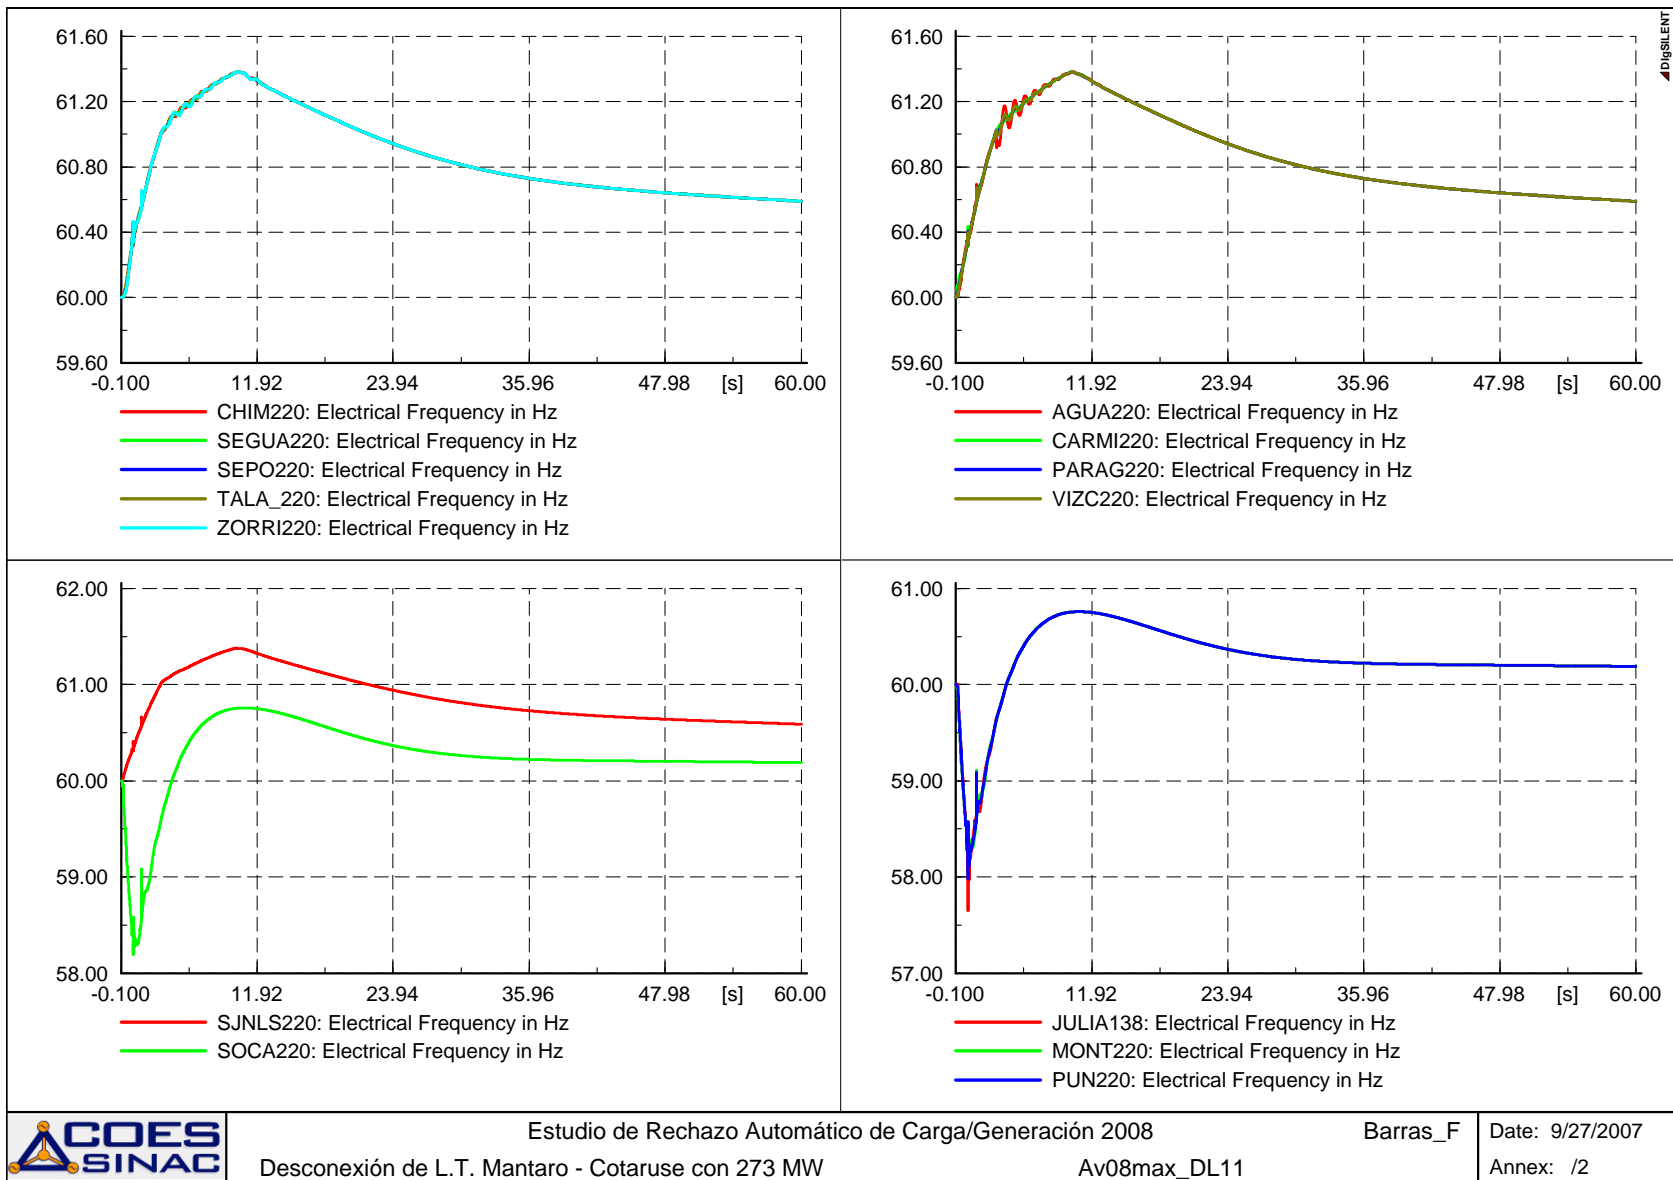 61.60
61.20
60.80
60.40
60.00
59.60
-0.100 11.92 23.94 35.96 47.98 [s] 60.00
CHIM220: Electrical Frequency in Hz
SEGUA220: Electrical Frequency in Hz
SEPO220: Electrical Frequency in Hz
TALA_220: Electrical Frequency in Hz
ZORRI220: Electrical Frequency in Hz
61.60
61.20
60.80
60.40
60.00
59.60
-0.100 11.92 23.94 35.96 47.98 [s] 60.00
AGUA220: Electrical Frequency in Hz
CARMI220: Electrical Frequency in Hz
PARAG220: Electrical Frequency in Hz
VIZC220: Electrical Frequency in Hz
DIgSILENT
62.00
61.00
60.00
59.00
58.00
-0.100 11.92 23.94 35.96 47.98 [s] 60.00
SJNLS220: Electrical Frequency in Hz
SOCA220: Electrical Frequency in Hz
61.00
60.00
59.00
58.00
57.00
-0.100 11.92 23.94 35.96 47.98 [s] 60.00
JULIA138: Electrical Frequency in Hz
MONT220: Electrical Frequency in Hz
PUN220: Electrical Frequency in Hz
COES
SINAC
Estudio de Rechazo Automático de Carga/Generación 2008 Barras_F
Desconexión de L.T. Mantaro - Cotaruse con 273 MW Av08max_DL11
Date: 9/27/2007
Annex: /2